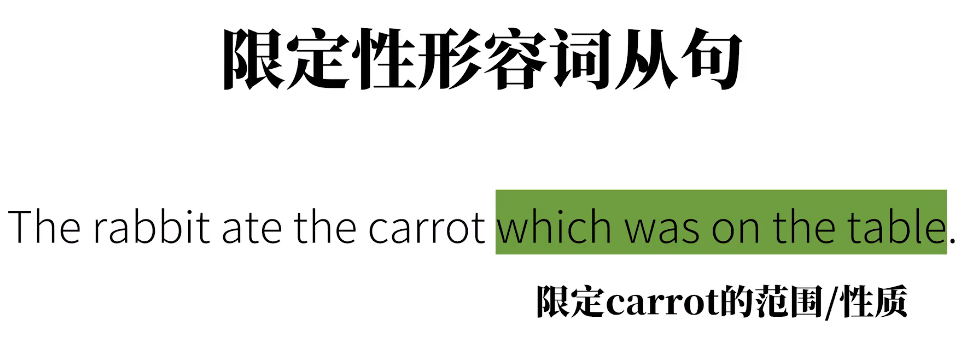 限定性形容词从句
The rabbit ate the carrot which was on the table.
限定carrot的范围/性质